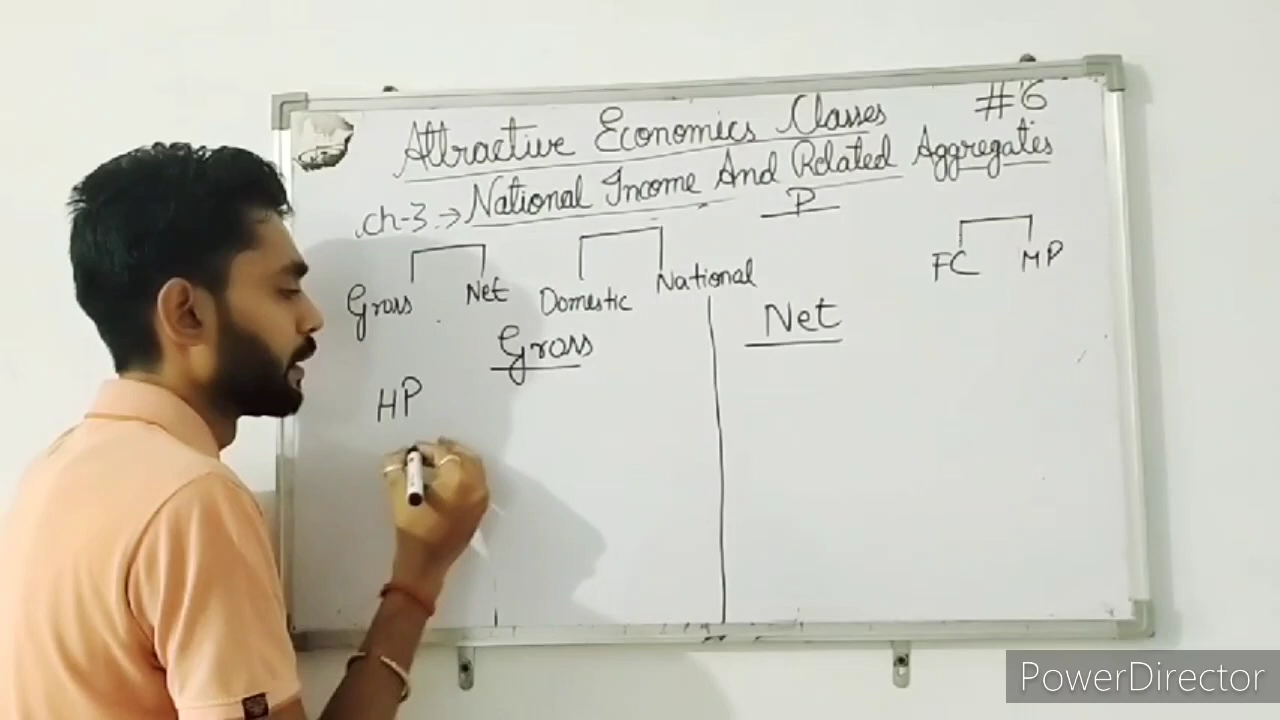 Attractive Economics Classes #6
Ch-3 → National Income And Related Aggregates
P
Gross Net Domestic National FC MP
Gross Net
MP
PowerDirector